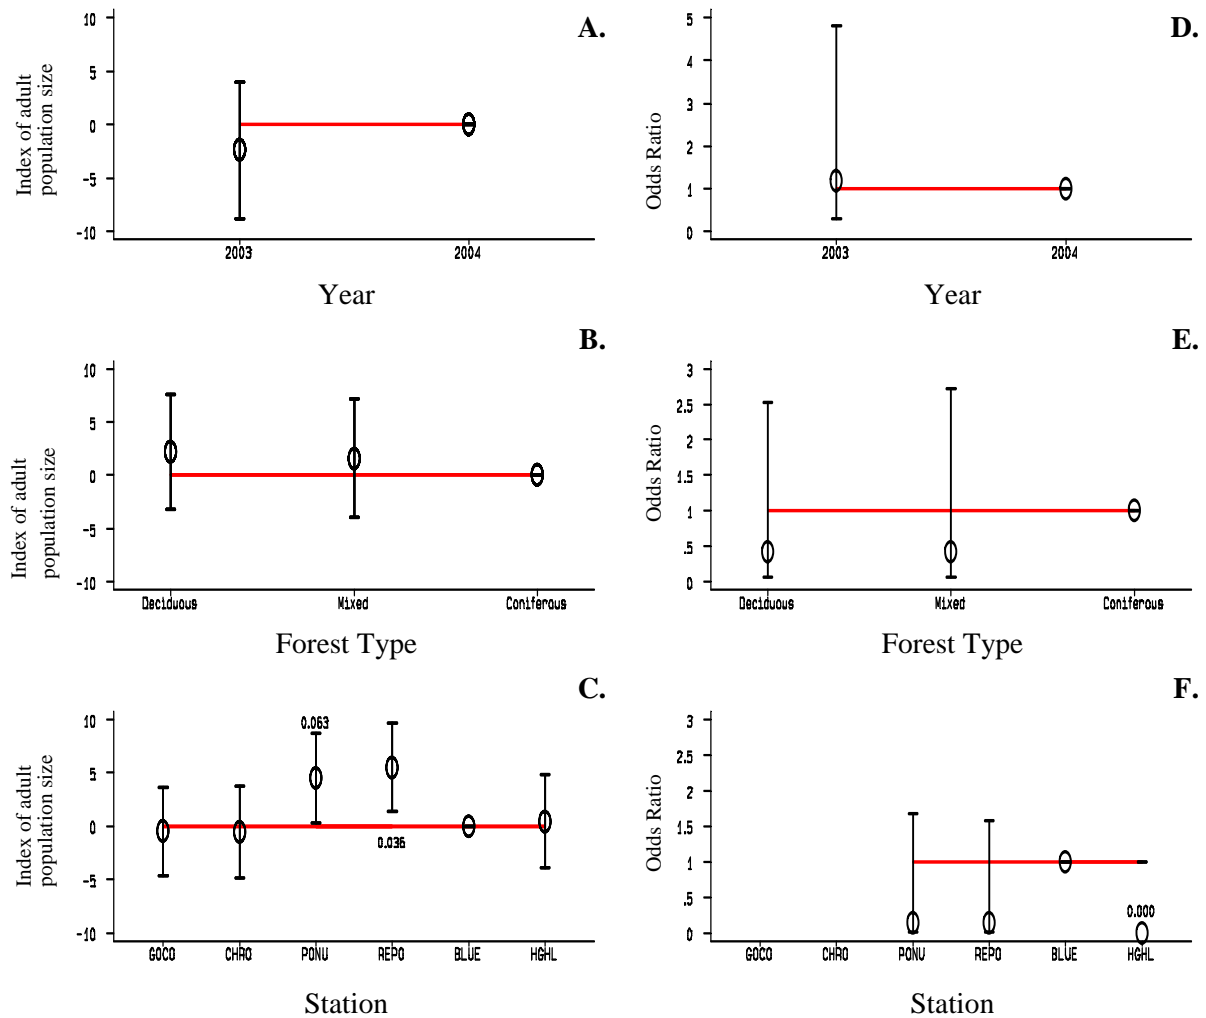 A.
Index of adult
population size
10
5
0
-5
-10
2003
2004
Year
D.
Odds Ratio
5
4
3
2
1
0
2003
2004
Year
B.
Index of adult
population size
10
5
0
-5
-10
Deciduous
Mixed
Coniferous
Forest Type
E.
Odds Ratio
3
2.5
2
1.5
1
.5
0
Deciduous
Mixed
Coniferous
Forest Type
C.
Index of adult
population size
10
5
0
-5
-10
0.063
0.036
GOCO
CHRO
PONV
REPO
BLUE
HGHL
Station
F.
Odds Ratio
3
2.5
2
1.5
1
.5
0
0.000
GOCO
CHRO
PONV
REPO
BLUE
HGHL
Station